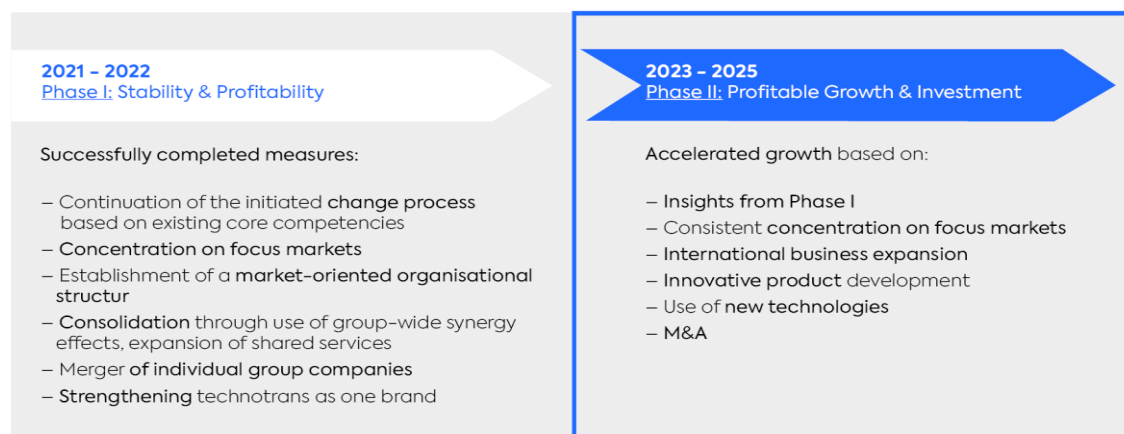 2021 - 2022
Phase I: Stability & Profitability
Successfully completed measures:
– Continuation of the initiated change process
based on existing core competencies
– Concentration on focus markets
– Establishment of a market-oriented organisational
structur
– Consolidation through use of group-wide synergy
effects, expansion of shared services
– Merger of individual group companies
– Strengthening technotrans as one brand
2023 - 2025
Phase II: Profitable Growth & Investment
Accelerated growth based on:
– Insights from Phase I
– Consistent concentration on focus markets
– International business expansion
– Innovative product development
– Use of new technologies
– M&A